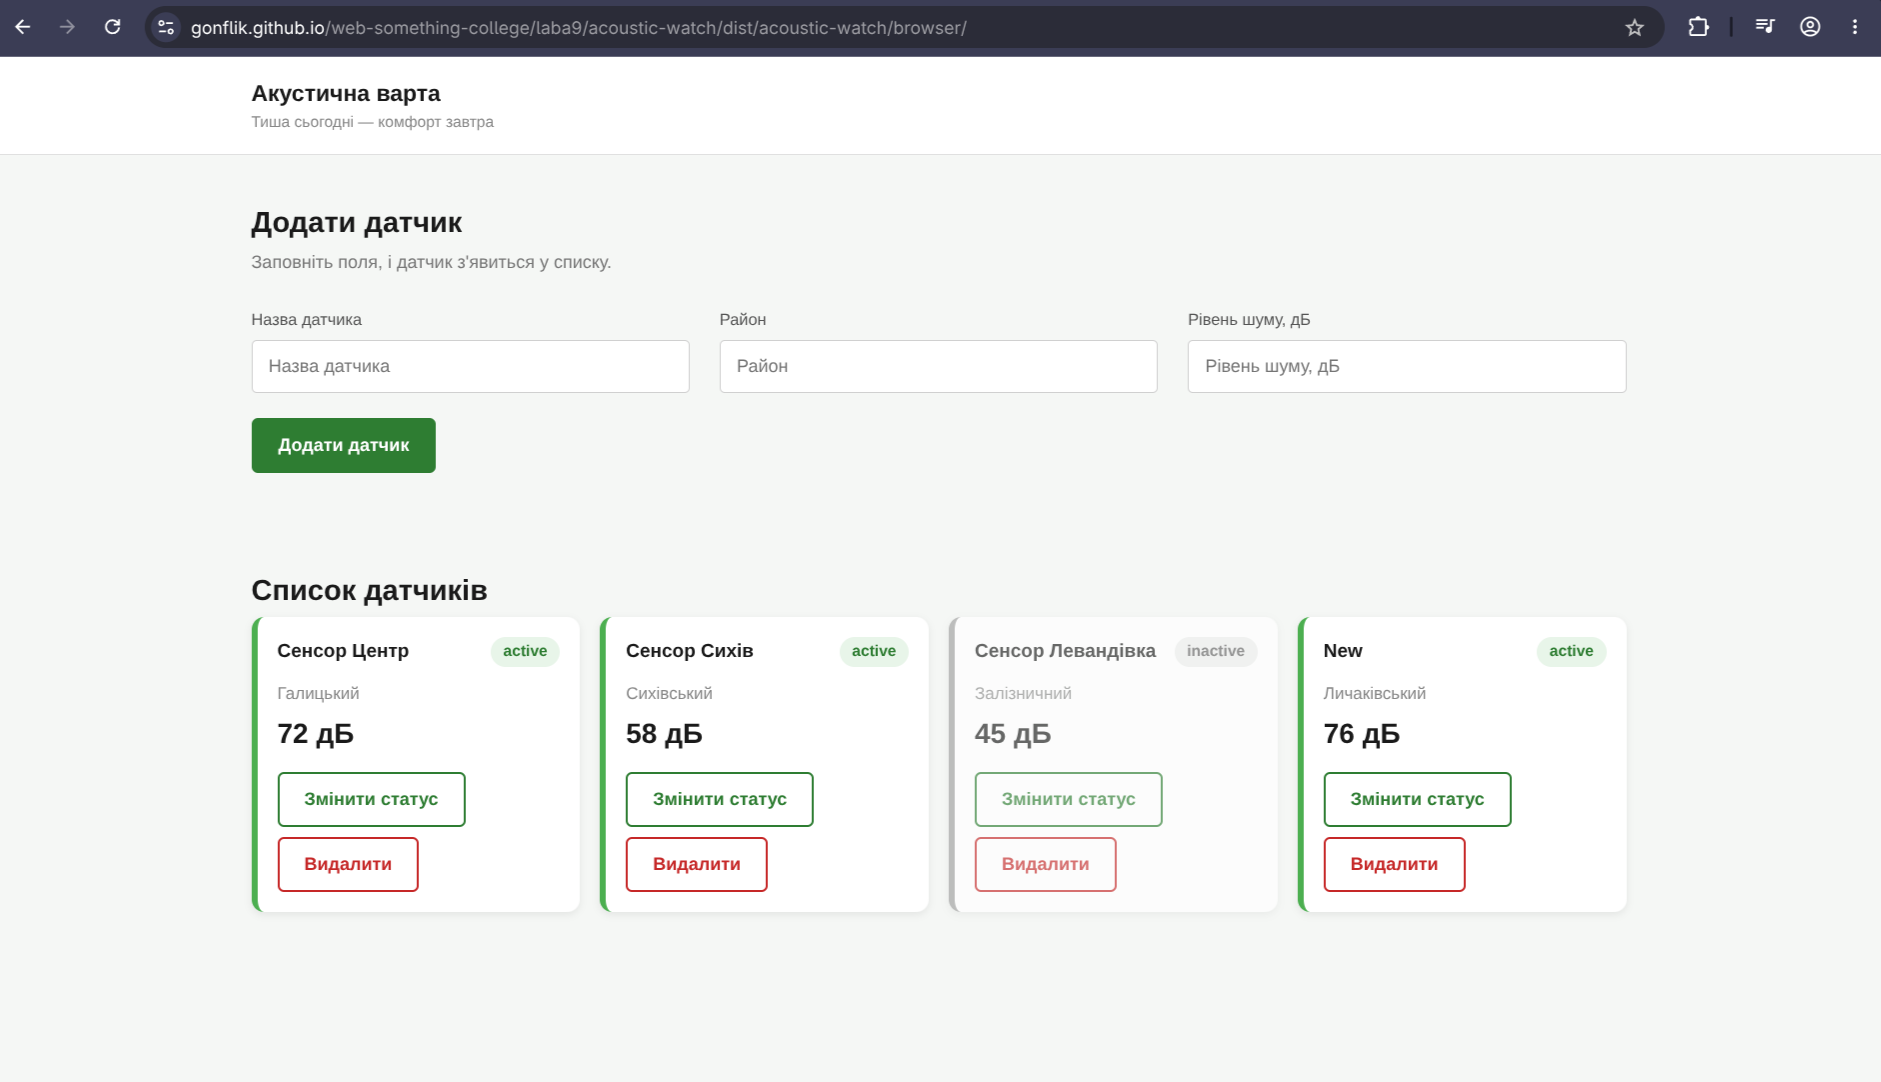 gonflik.github.io/web-something-college/laba9/acoustic-watch/dist/acoustic-watch/browser/
Акустична варта
Тиша сьогодні — комфорт завтра
Додати датчик
Заповніть поля, і датчик з'явиться у списку.
Назва датчика
Назва датчика
Район
Район
Рівень шуму, дБ
Рівень шуму, дБ
Додати датчик
Список датчиків
Сенсор Центр
active
Галицький
72 дБ
Змінити статус
Видалити
Сенсор Сихів
active
Сихівський
58 дБ
Змінити статус
Видалити
Сенсор Левандівка
inactive
Залізничний
45 дБ
Змінити статус
Видалити
New
active
Личаківський
76 дБ
Змінити статус
Видалити